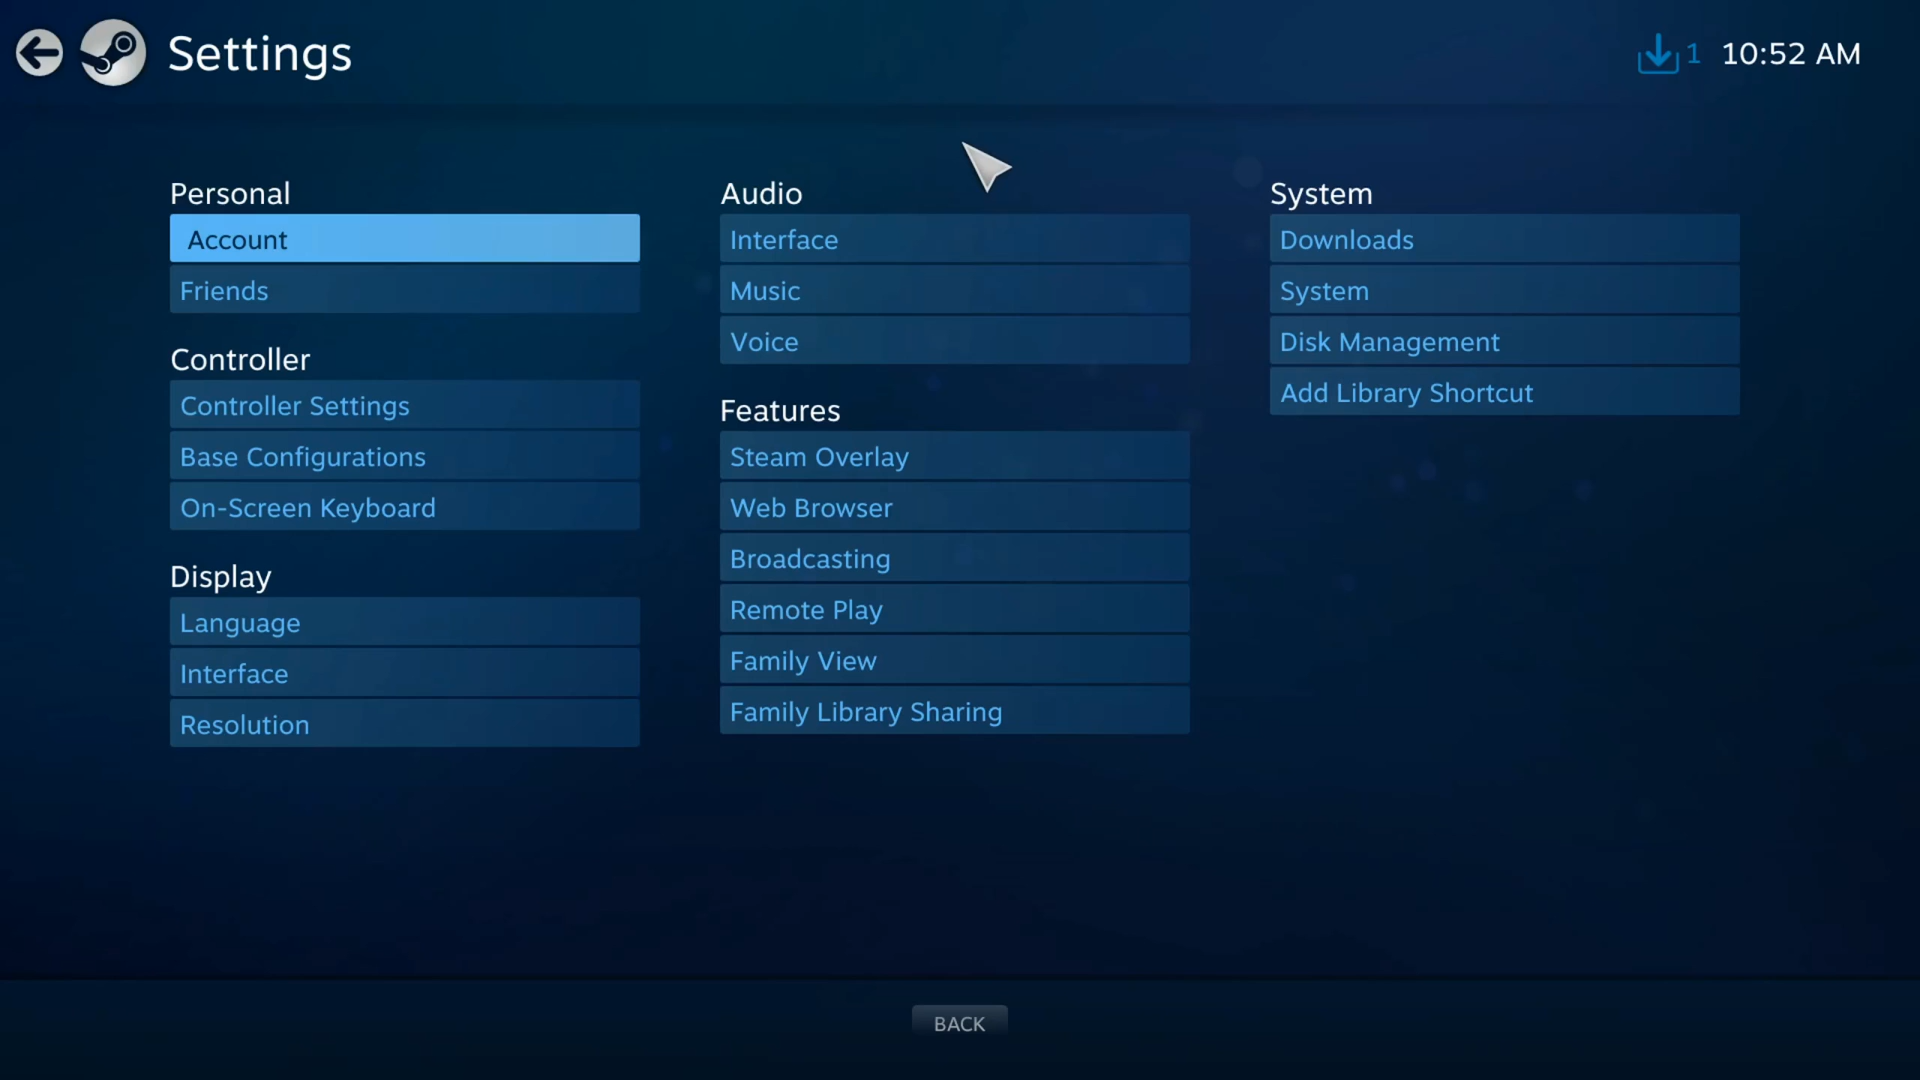 Settings
1 10:52 AM
Personal
Account
Friends
Controller
Controller Settings
Base Configurations
On-Screen Keyboard
Display
Language
Interface
Resolution
Audio
Interface
Music
Voice
Features
Steam Overlay
Web Browser
Broadcasting
Remote Play
Family View
Family Library Sharing
System
Downloads
System
Disk Management
Add Library Shortcut
BACK